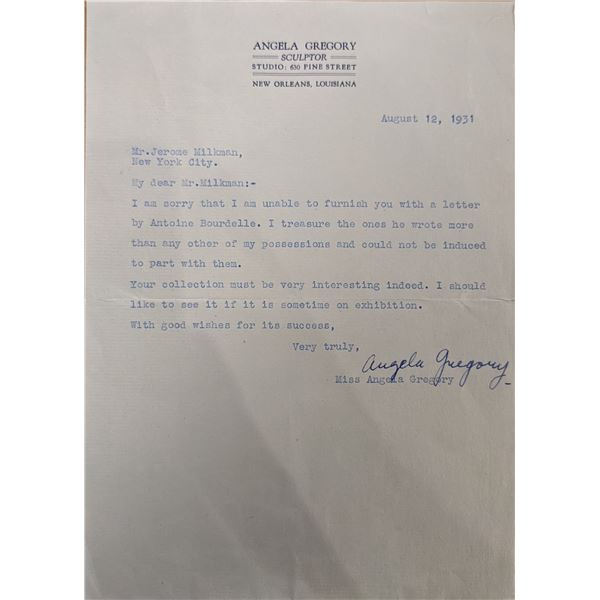 ANGELA GREGORY
SCULPTOR
STUDIO: 630 PINE STREET
NEW ORLEANS, LOUISIANA
August 12, 1931
Mr.Jerome Milkman,
New York City.
My dear Mr.Milkman:-
I am sorry that I am unable to furnish you with a letter
by Antoine Bourdelle. I treasure the ones he wrote more
than any other of my possessions and could not be induced
to part with them.
Your collection must be very interesting indeed. I should
like to see it if it is sometime on exhibition.
With good wishes for its success,
Very truly,
Angela Gregory
Miss Angela Gregory